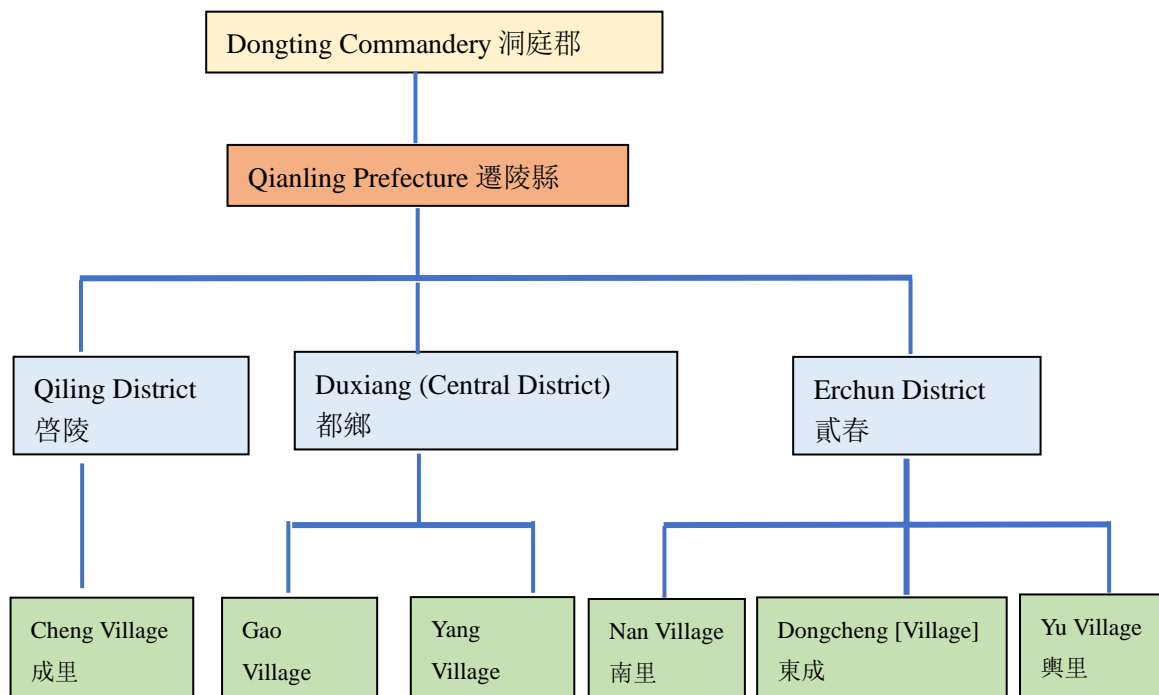 Dongting Commandery 洞庭郡
Qianling Prefecture 遷陵縣
Qiling District
啓陵
Duxiang (Central District)
都鄉
Erchun District
貳春
Cheng Village
成里
Gao
Village
Yang
Village
Nan Village
南里
Dongcheng [Village]
東成
Yu Village
輿里